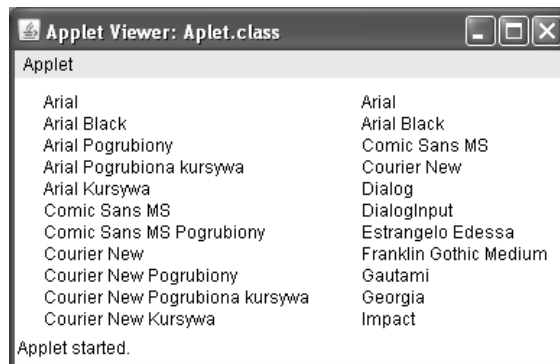 Applet Viewer: Aplet.class
Applet
Arial
Arial Black
Arial Pogrubiony
Arial Pogrubiona kursywa
Arial Kursywa
Comic Sans MS
Comic Sans MS Pogrubiony
Courier New
Courier New Pogrubiony
Courier New Pogrubiona kursywa
Courier New Kursywa
Arial
Arial Black
Comic Sans MS
Courier New
Dialog
DialogInput
Estrangelo Edessa
Franklin Gothic Medium
Gautami
Georgia
Impact
Applet started.